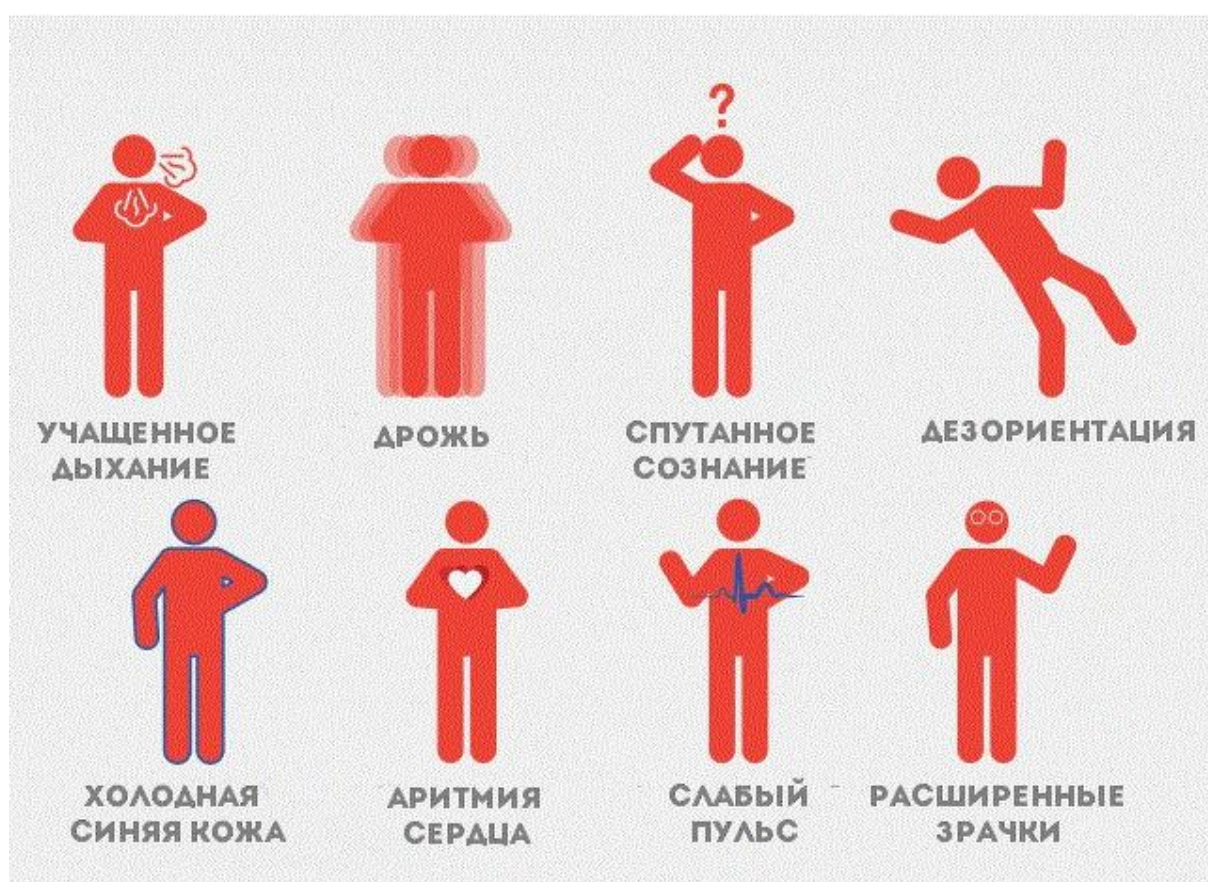 ?
УЧАЩЕННОЕ
ДЫХАНИЕ
ДРОЖЬ
СПУТАННОЕ
СОЗНАНИЕ
ДЕЗОРИЕНТАЦИЯ
ХОЛОДНАЯ
СИНЯЯ КОЖА
АРИТМИЯ
СЕРДЦА
СЛАБЫЙ
ПУЛЬС
РАСШИРЕННЫЕ
ЗРАЧКИ